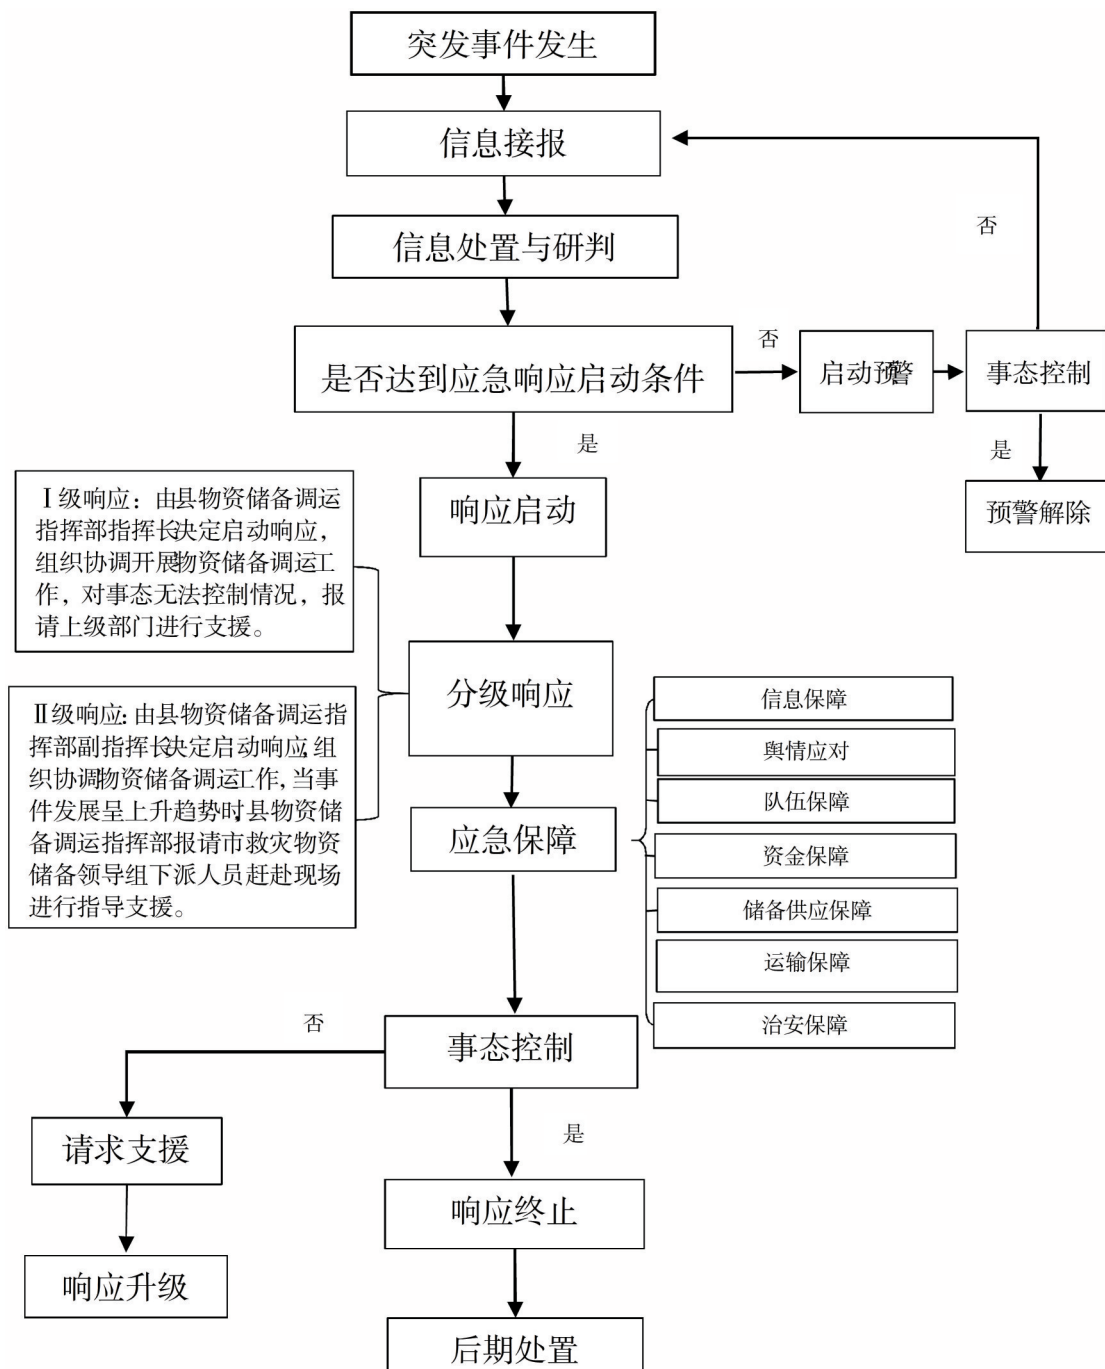 突发事件发生
信息接报
否
信息处置与研判
否
是否达到应急响应启动条件
启动预警
事态控制
是
是
预警解除
响应启动
Ⅰ级响应：由县物资储备调运
指挥部指挥长决定启动响应，
组织协调开展物资储备调运工
作，对事态无法控制情况，报
请上级部门进行支援。
分级响应
Ⅱ级响应：由县物资储备调运指
挥部副指挥长决定启动响应，组
织协调物资储备调运工作，当事
件发展呈上升趋势时，县物资储
备调运指挥部报请市救灾物资
储备领导组下派人员赶赴现场
进行指导支援。
应急保障
信息保障
舆情应对
队伍保障
资金保障
储备供应保障
运输保障
治安保障
否
事态控制
请求支援
是
响应终止
响应升级
后期处置